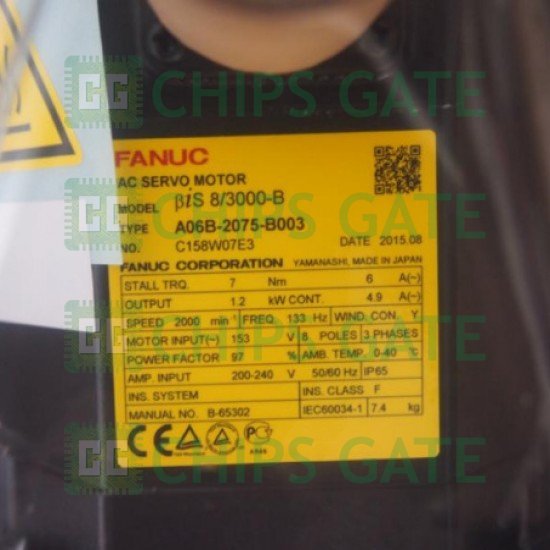 CHIPS GATE
CHIPS GATE
FANUC
AC SERVO MOTOR
MODEL βiS 8/3000-B
TYPE A06B-2075-B003
NO. C158W07E3 DATE 2015.08
FANUC CORPORATION YAMANASHI, MADE IN JAPAN
STALL TRQ. 7 Nm 6 A(~)
OUTPUT 1.2 kW CONT. 4.9 A(~)
SPEED 2000 min⁻¹ FREQ. 133 Hz WIND. CON. Y
MOTOR INPUT(~) 153 V 8 POLES 3 PHASES
POWER FACTOR 97 % AMB. TEMP. 0-40 °C
AMP. INPUT 200-240 V 50/60 Hz IP65
INS. SYSTEM INS. CLASS F
MANUAL NO. B-65302 IEC60034-1 7.4 kg
CE
CHIPS GATE
CHIPS GATE